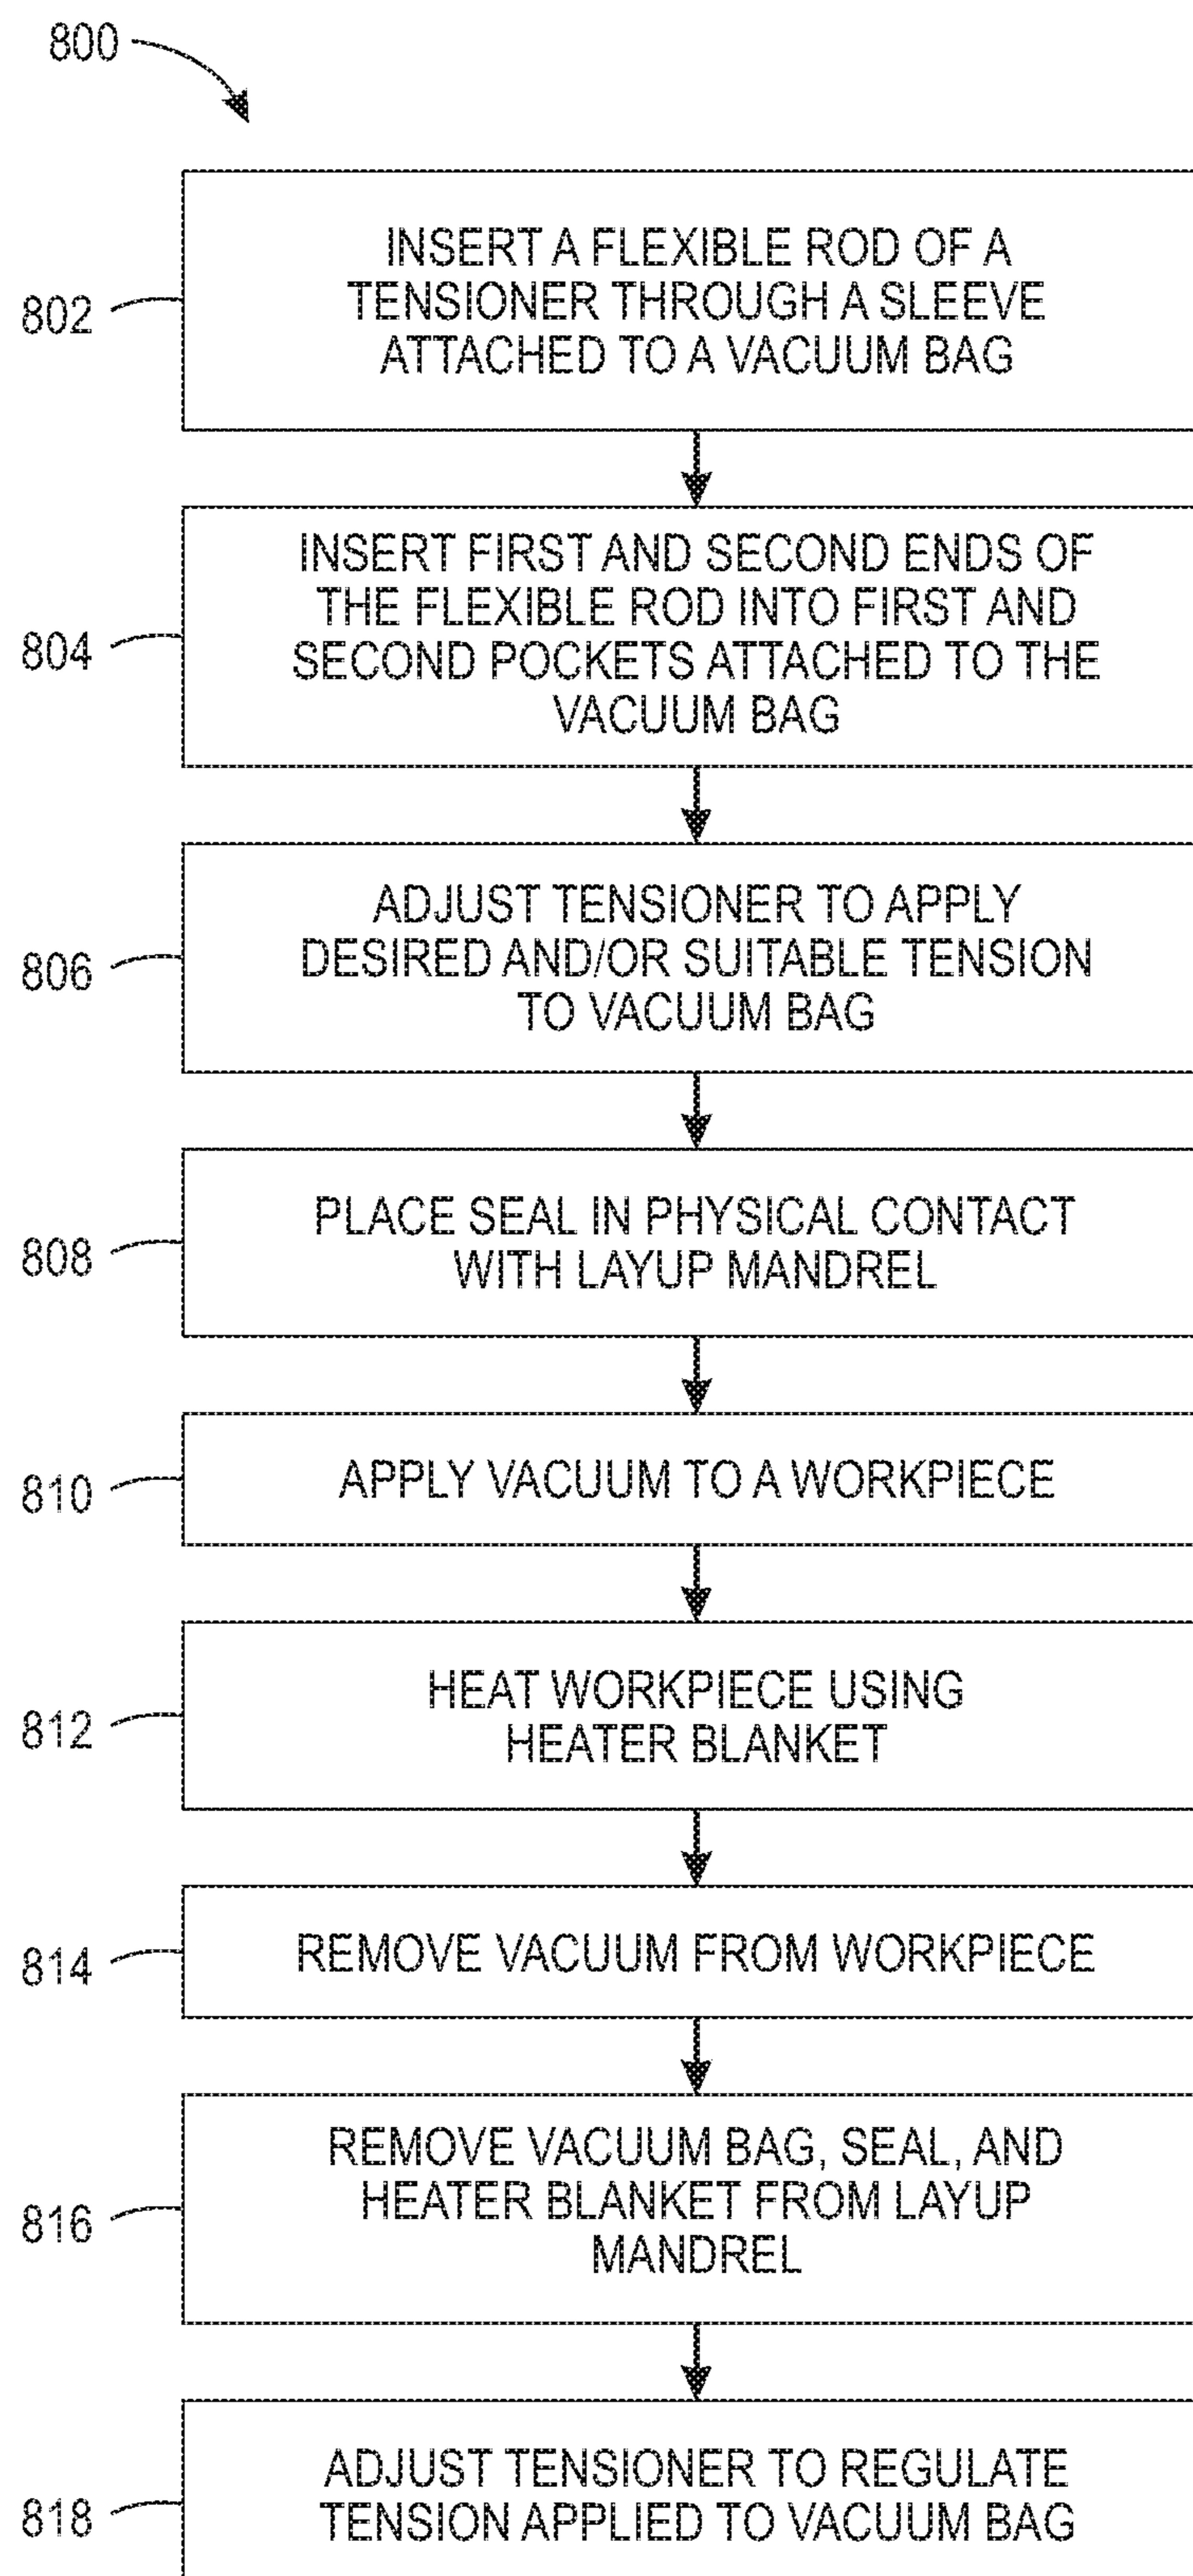 800
INSERT A FLEXIBLE ROD OF A
TENSIONER THROUGH A SLEEVE
ATTACHED TO A VACUUM BAG
802
INSERT FIRST AND SECOND ENDS OF
THE FLEXIBLE ROD INTO FIRST AND
SECOND POCKETS ATTACHED TO THE
VACUUM BAG
804
ADJUST TENSIONER TO APPLY
DESIRED AND/OR SUITABLE TENSION
TO VACUUM BAG
806
PLACE SEAL IN PHYSICAL CONTACT
WITH LAYUP MANDREL
808
APPLY VACUUM TO A WORKPIECE
810
HEAT WORKPIECE USING
HEATER BLANKET
812
REMOVE VACUUM FROM WORKPIECE
814
REMOVE VACUUM BAG, SEAL, AND
HEATER BLANKET FROM LAYUP
MANDREL
816
ADJUST TENSIONER TO REGULATE
TENSION APPLIED TO VACUUM BAG
818